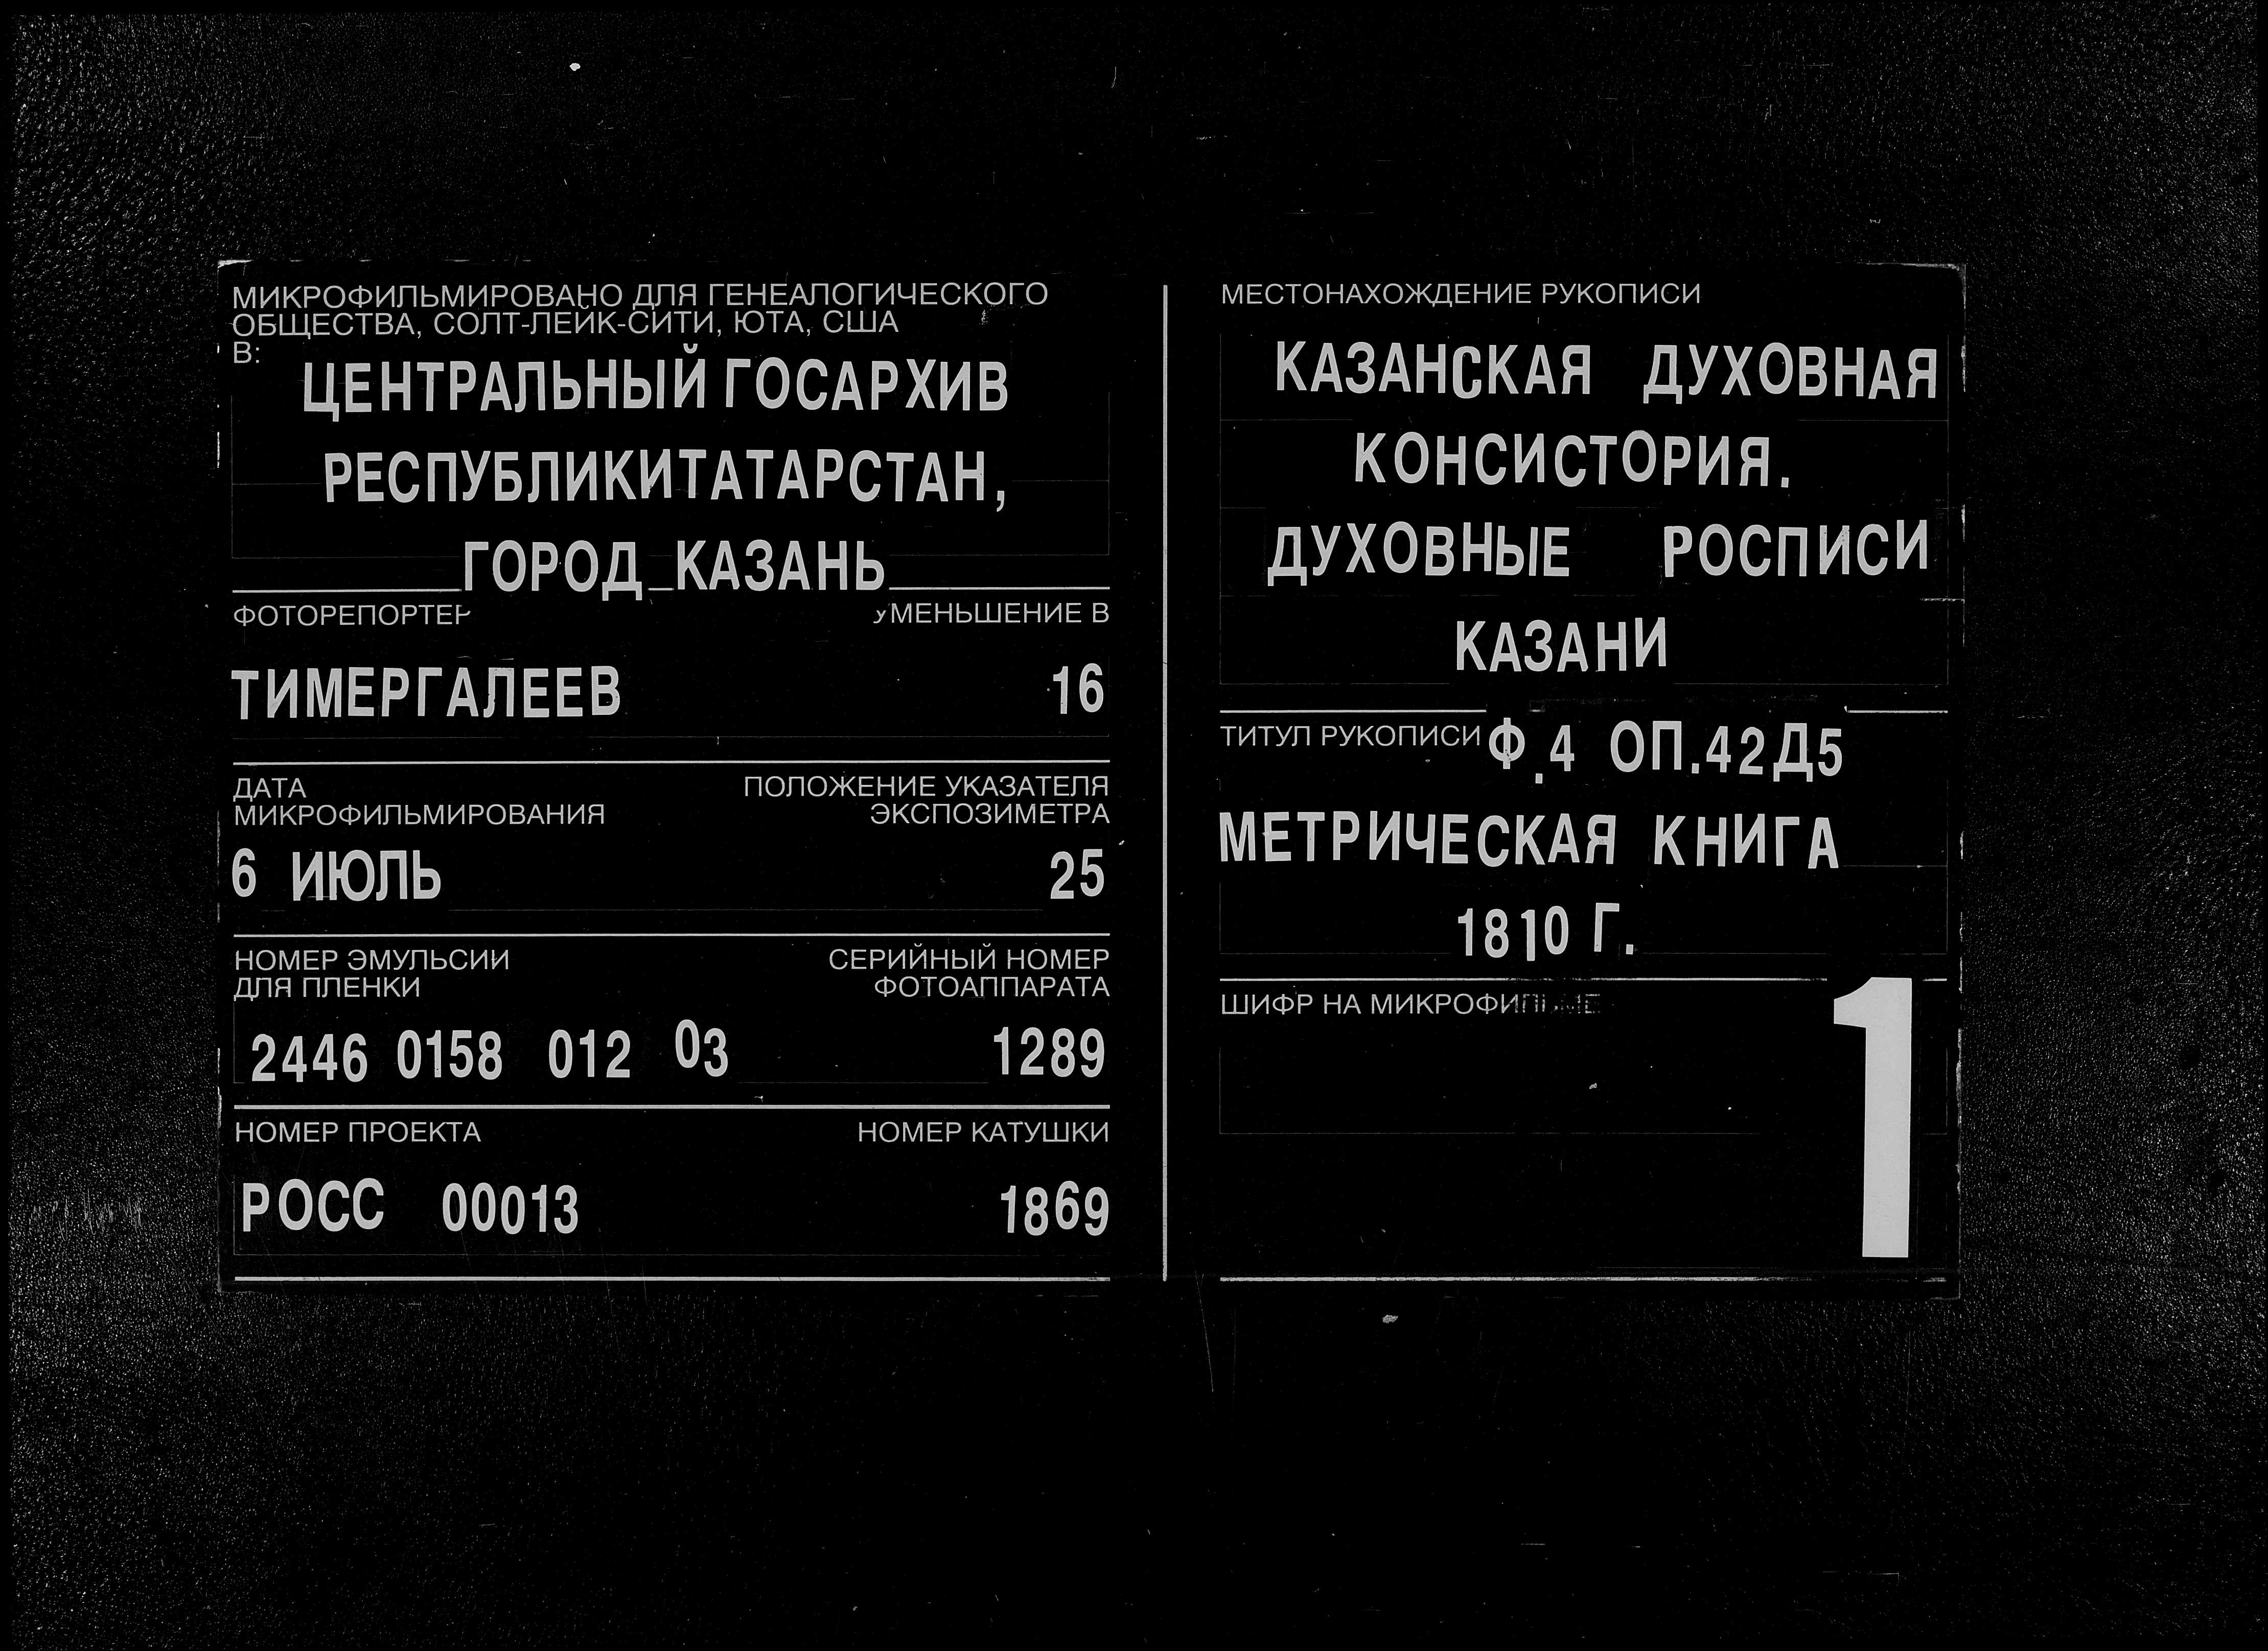 МИКРОФИЛЬМИРОВАНО ДЛЯ ГЕНЕАЛОГИЧЕСКОГО
ОБЩЕСТВА, СОЛТ-ЛЕЙК-СИТИ, ЮТА, США
В:
ЦЕНТРАЛЬНЫЙ ГОСАРХИВ
РЕСПУБЛИКИТАТАРСТАН,
ГОРОД КАЗАНЬ
ФОТОРЕПОРТЕР УМЕНЬШЕНИЕ В
ТИМЕРГАЛЕЕВ 16
ДАТА ПОЛОЖЕНИЕ УКАЗАТЕЛЯ
МИКРОФИЛЬМИРОВАНИЯ ЭКСПОЗИМЕТРА
6 ИЮЛЬ 25
НОМЕР ЭМУЛЬСИИ СЕРИЙНЫЙ НОМЕР
ДЛЯ ПЛЕНКИ ФОТОАППАРАТА
2446 0158 012 03 1289
НОМЕР ПРОЕКТА НОМЕР КАТУШКИ
РОСС 00013 1869
МЕСТОНАХОЖДЕНИЕ РУКОПИСИ
КАЗАНСКАЯ ДУХОВНАЯ
КОНСИСТОРИЯ.
ДУХОВНЫЕ РОСПИСИ
КАЗАНИ
ТИТУЛ РУКОПИСИ Ф.4 ОП.42Д5
МЕТРИЧЕСКАЯ КНИГА
1810 Г.
ШИФР НА МИКРОФИЛЬМЕ
1